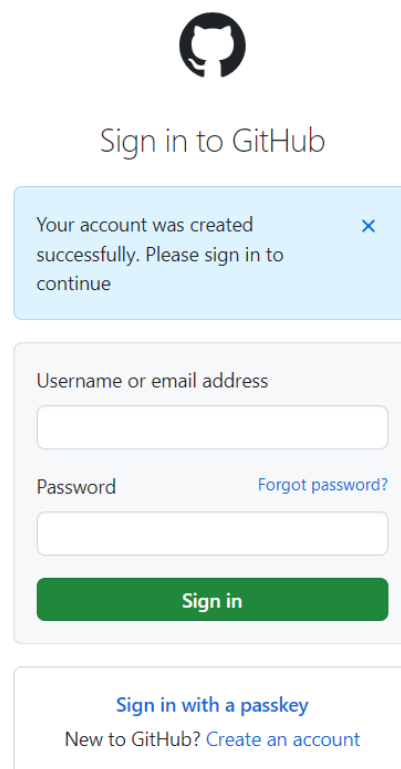 Sign in to GitHub
Your account was created
successfully. Please sign in to
continue
Username or email address
Password Forgot password?
Sign in
Sign in with a passkey
New to GitHub? Create an account